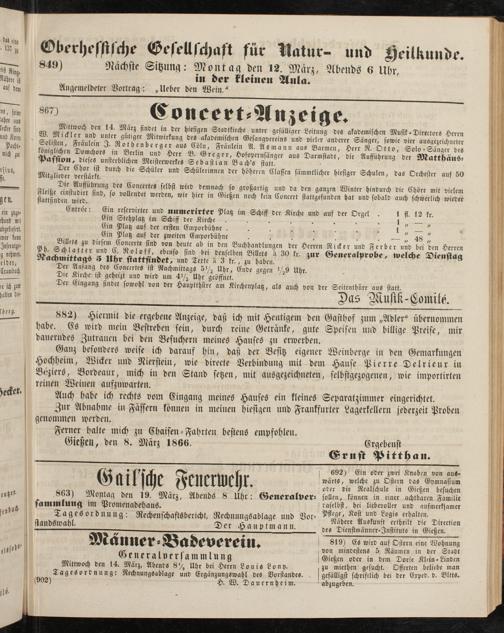 Oberhessische Gesellschaft für Natur- und Heilkunde.
849) Nächste Sitzung: Montag den 12. März, Abends 6 Uhr,
in der kleinen Aula.
Angemeldeter Vortrag: „Ueber den Wein.“
867) Concert-Anzeige.
Mittwoch den 14. März findet in der hiesigen Stadtkirche unter gefälliger Leitung des akademischen Musik-Directors Herrn
W. Mickler und unter gütiger Mitwirkung des akademischen Gesangvereins und vieler anderer Sänger, sowie vier ausgezeichneter
Solisten, Fräulein J. Rothenberger aus Cöln, Fräulein A. Asmann aus Barmen, Herr R. Otto, Solo-Sänger des
königlichen Domchors in Berlin und Herr G. Greger, Hofopernsänger aus Darmstadt, die Aufführung der Matthäus-
Passion, dieses unsterblichen Meisterwerks Sebastian Bach's statt.
Der Chor ist durch die Schüler und Schülerinnen der höheren Classen sämmtlicher hiesiger Schulen, das Orchester auf 50
Mitglieder verstärkt.
Die Aufführung des Concertes selbst wird demnach so großartig und da den ganzen Winter hindurch die Chöre mit vielem
Fleiße einstudirt sind, so vollendet werden, wie hier in Gießen noch kein Concert stattgefunden hat und sobald auch schwerlich wieder
stattfinden wird.
Entrée: Ein reservirter und numerirter Platz im Schiff der Kirche und auf der Orgel . 1 fl. 12 kr.
Ein Stehplatz im Schiff der Kirche . . . 1 „ — „
Ein Platz auf der ersten Emporbühne . . . 1 „ — „
Ein Platz auf der zweiten Emporbühne . . . — „ 48 „
Billets zu diesem Concerte sind von heute ab in den Buchhandlungen der Herren Ricker und Ferber und bei den Herren
Ph. Schlatter und C. Roloff, ebenso sind bei denselben Billets à 30 kr. zur Generalprobe, welche Dienstag
Nachmittags 5 Uhr stattfindet, und Texte à 3 kr., zu haben.
Der Anfang des Concertes ist Nachmittags 5½ Uhr, Ende gegen ½9 Uhr.
Die Kirche ist geheizt und wird um 4½ Uhr geöffnet.
Der Eingang findet sowohl von der Hauptthüre am Kirchenplatz, als auch von der Seitenthüre aus statt.
Das Musik-Comité.
882) Hiermit die ergebene Anzeige, daß ich mit Heutigem den Gasthof zum „Adler“ übernommen
habe. Es wird mein Bestreben sein, durch reine Getränke, gute Speisen und billige Preise, mir
dauerndes Zutrauen bei den Besuchern meines Hauses zu erwerben.
Ganz besonders weise ich darauf hin, daß der Besitz eigener Weinberge in den Gemarkungen
Hochheim, Wicker und Nierstein, wie directe Verbindung mit dem Hause Pierre Delrieux in
Béziers, Bordeaux, mich in den Stand setzen, mit ausgezeichneten, selbstgezogenen, wie importirten
reinen Weinen aufzuwarten.
Auch habe ich rechts vom Eingang meines Hauses ein kleines Separatzimmer eingerichtet.
Zur Abnahme in Fässern können in meinen hiesigen und Frankfurter Lagerkellern jederzeit Proben
genommen werden.
Ferner halte mich zu Chaisen-Fahrten bestens empfohlen.
Gießen, den 8. März 1866.
Ergebenst
Ernst Pitthan.
Gail'sche Feuerwehr.
863) Montag den 19. März, Abends 8 Uhr: Generalver-
sammlung im Promenadehaus.
Tagesordnung: Rechenschaftsbericht, Rechnungsablage und Vor-
standswahl.
Der Hauptmann.
Männer-Badeverein.
Generalversammlung
Mittwoch den 14. März, Abends 8¼ Uhr bei Herrn Louis Lony.
Tagesordnung: Rechnungsablage und Ergänzungswahl des Vorstandes.
(902) H. W. Dauernheim.
692) Ein oder zwei Knaben von aus-
wärts, welche zu Ostern das Gymnasium
oder die Realschule in Gießen besuchen
sollen, können in einer achtbaren Familie
daselbst, bei liebevoller und aufmerksamer
Pflege, Kost und Logis erhalten.
Nähere Auskunft ertheilt die Direction
des Dienstmänner-Instituts in Gießen.
819) Es wird auf Ostern eine Wohnung
von mindestens 5 Räumen in der Stadt
Gießen oder in dem Dorfe Klein-Linden
zu miethen gesucht. Offerten beliebe man
gefälligst schriftlich bei der Exped. d. Bltts.
abzugeben.